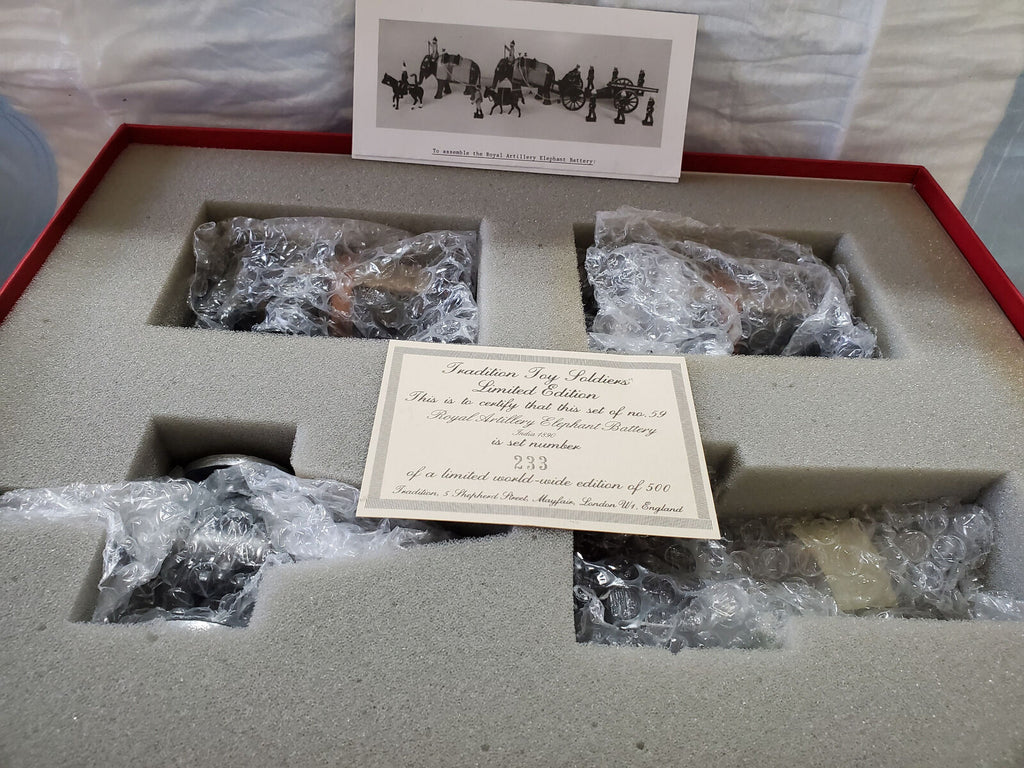 To assemble the Royal Artillery Elephant Battery:
Tradition Toy Soldiers'
Limited Edition
This is to certify that this set of no. 59
Royal Artillery Elephant Battery
India 1890
is set number
233
of a limited world-wide edition of 500
Tradition, 5 Shepherd Street, Mayfair, London W1, England